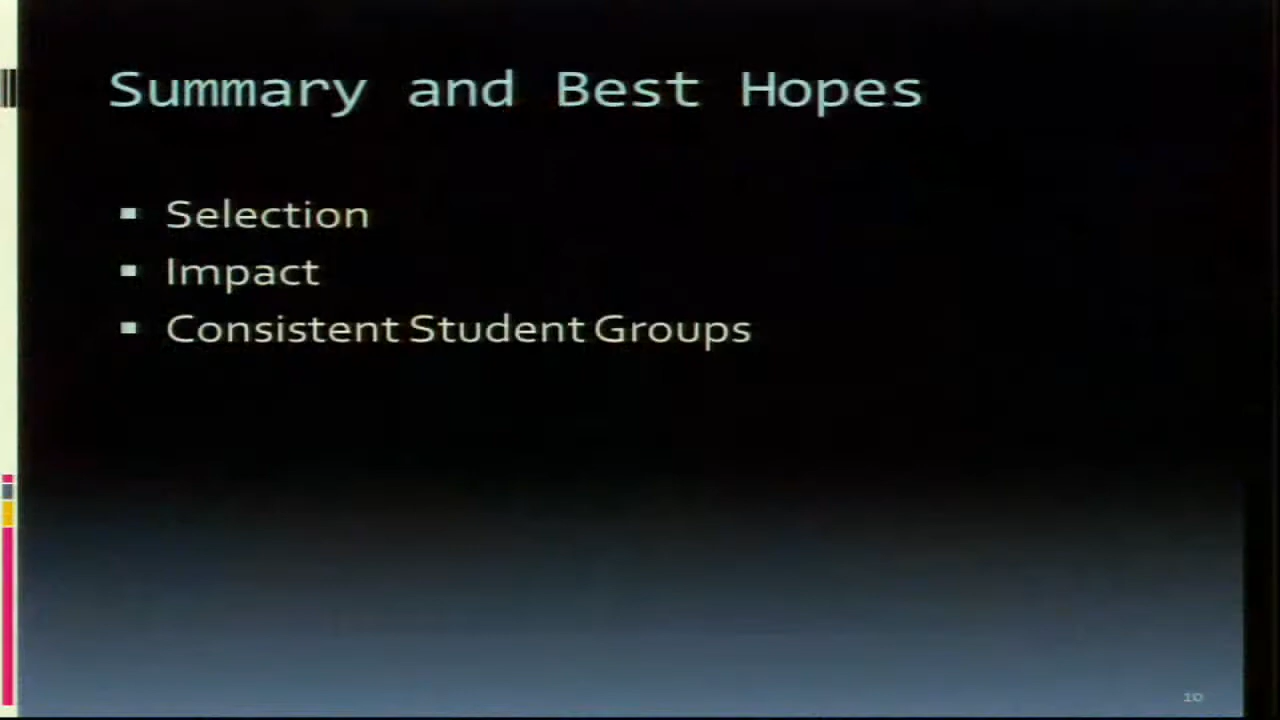 Summary and Best Hopes
Selection
Impact
Consistent Student Groups
10